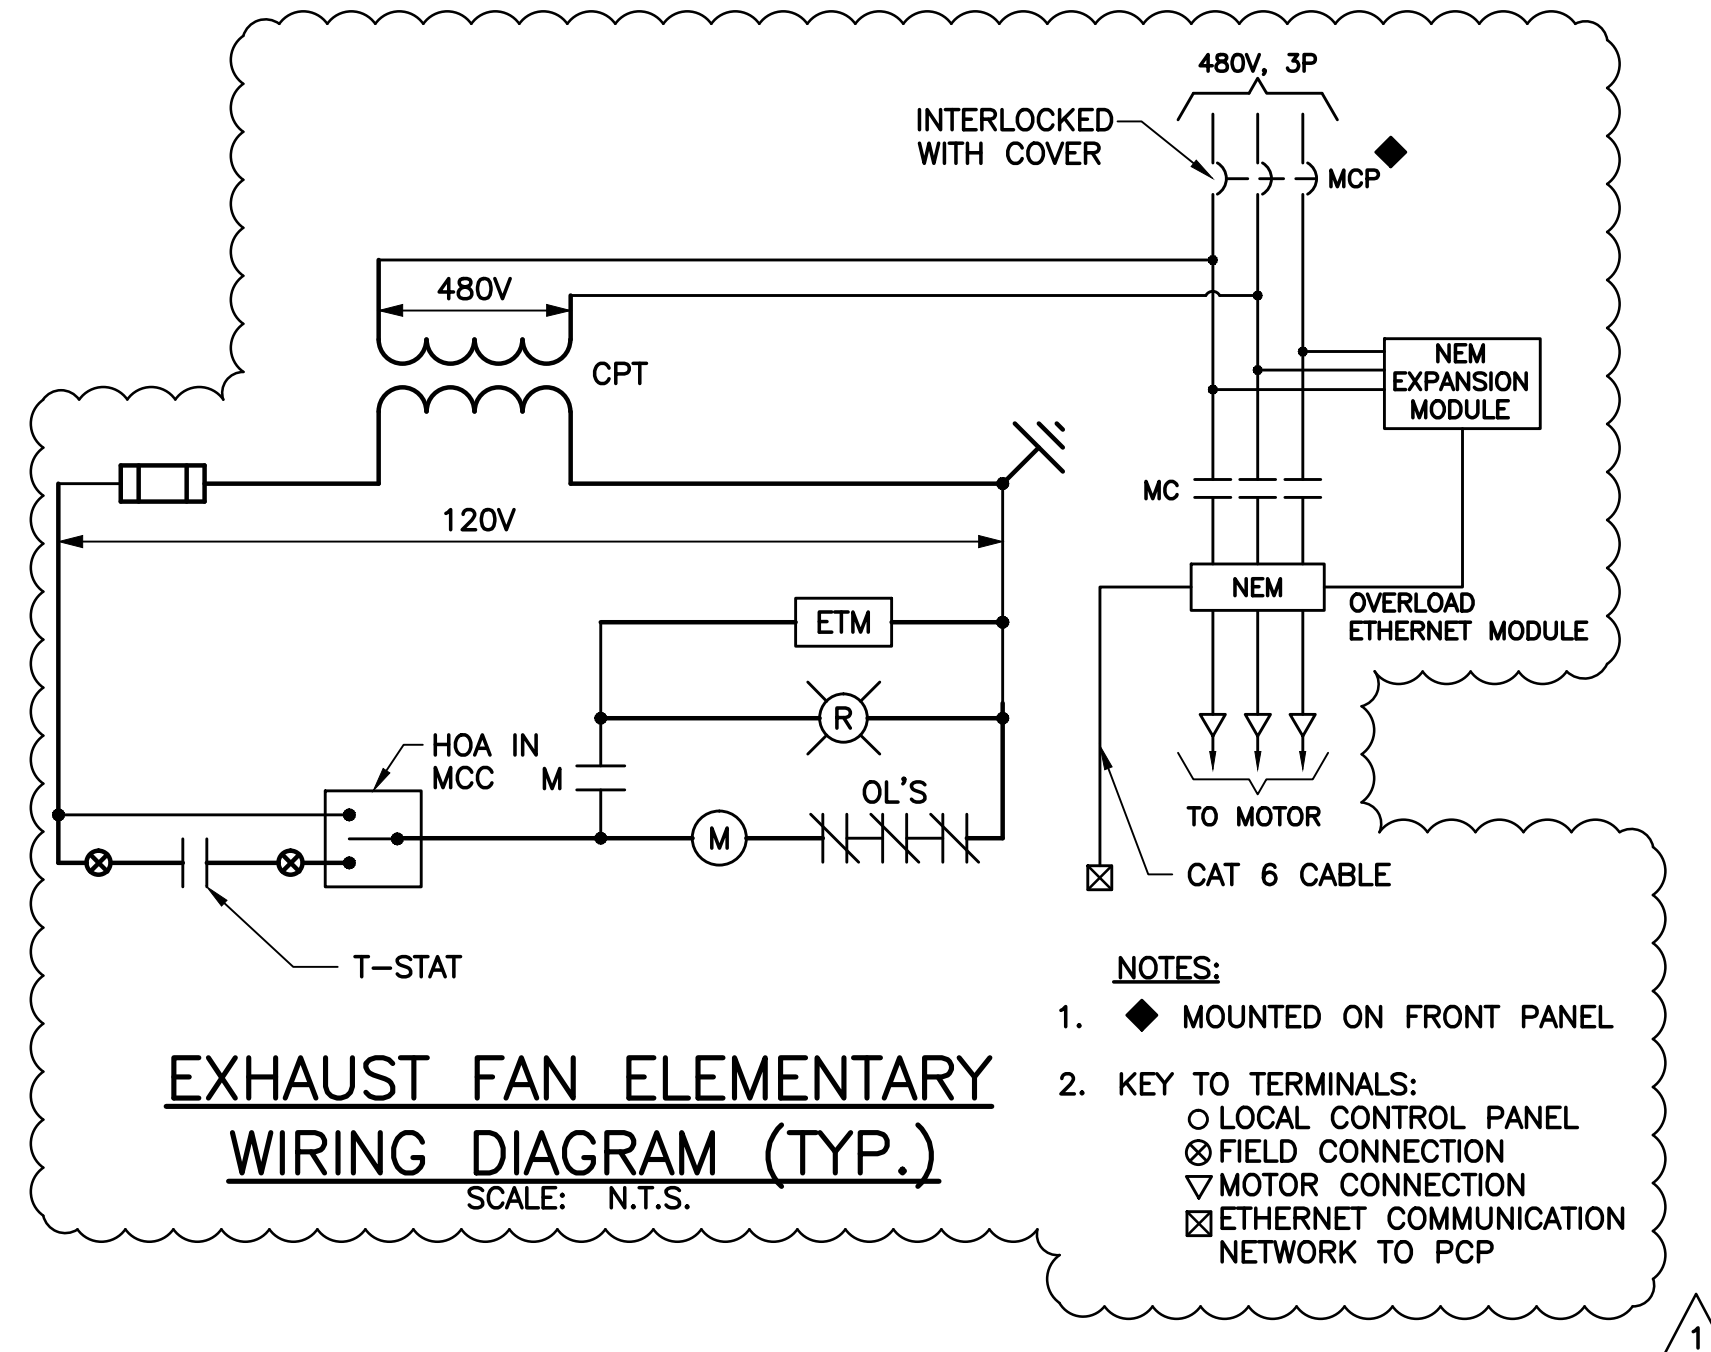 480V, 3P
INTERLOCKED
WITH COVER
MCP
480V
CPT
NEM
EXPANSION
MODULE
MC
120V
NEM
OVERLOAD
ETHERNET MODULE
ETM
R
HOA IN
MCC
M
OL'S
M
TO MOTOR
CAT 6 CABLE
T-STAT
NOTES:
1. ◆ MOUNTED ON FRONT PANEL
2. KEY TO TERMINALS:
LOCAL CONTROL PANEL
FIELD CONNECTION
MOTOR CONNECTION
ETHERNET COMMUNICATION
NETWORK TO PCP
EXHAUST FAN ELEMENTARY
WIRING DIAGRAM (TYP.)
SCALE: N.T.S.
1